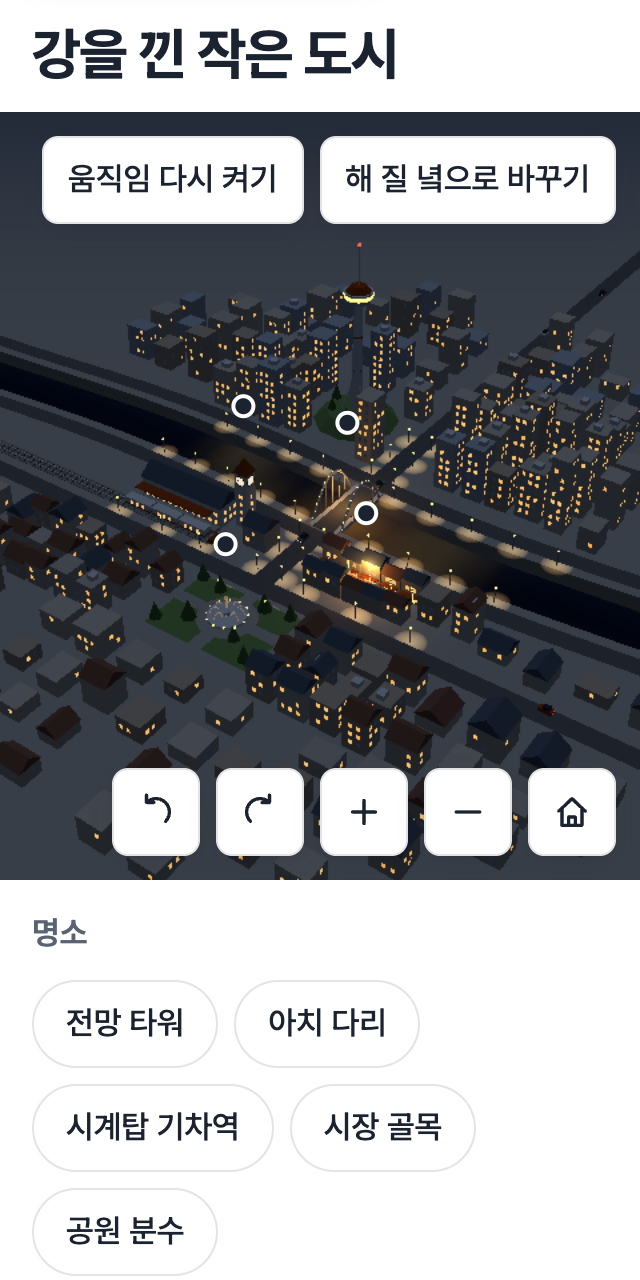 강을 낀 작은 도시
움직임 다시 켜기
해 질 녘으로 바꾸기
명소
전망 타워
아치 다리
시계탑 기차역
시장 골목
공원 분수